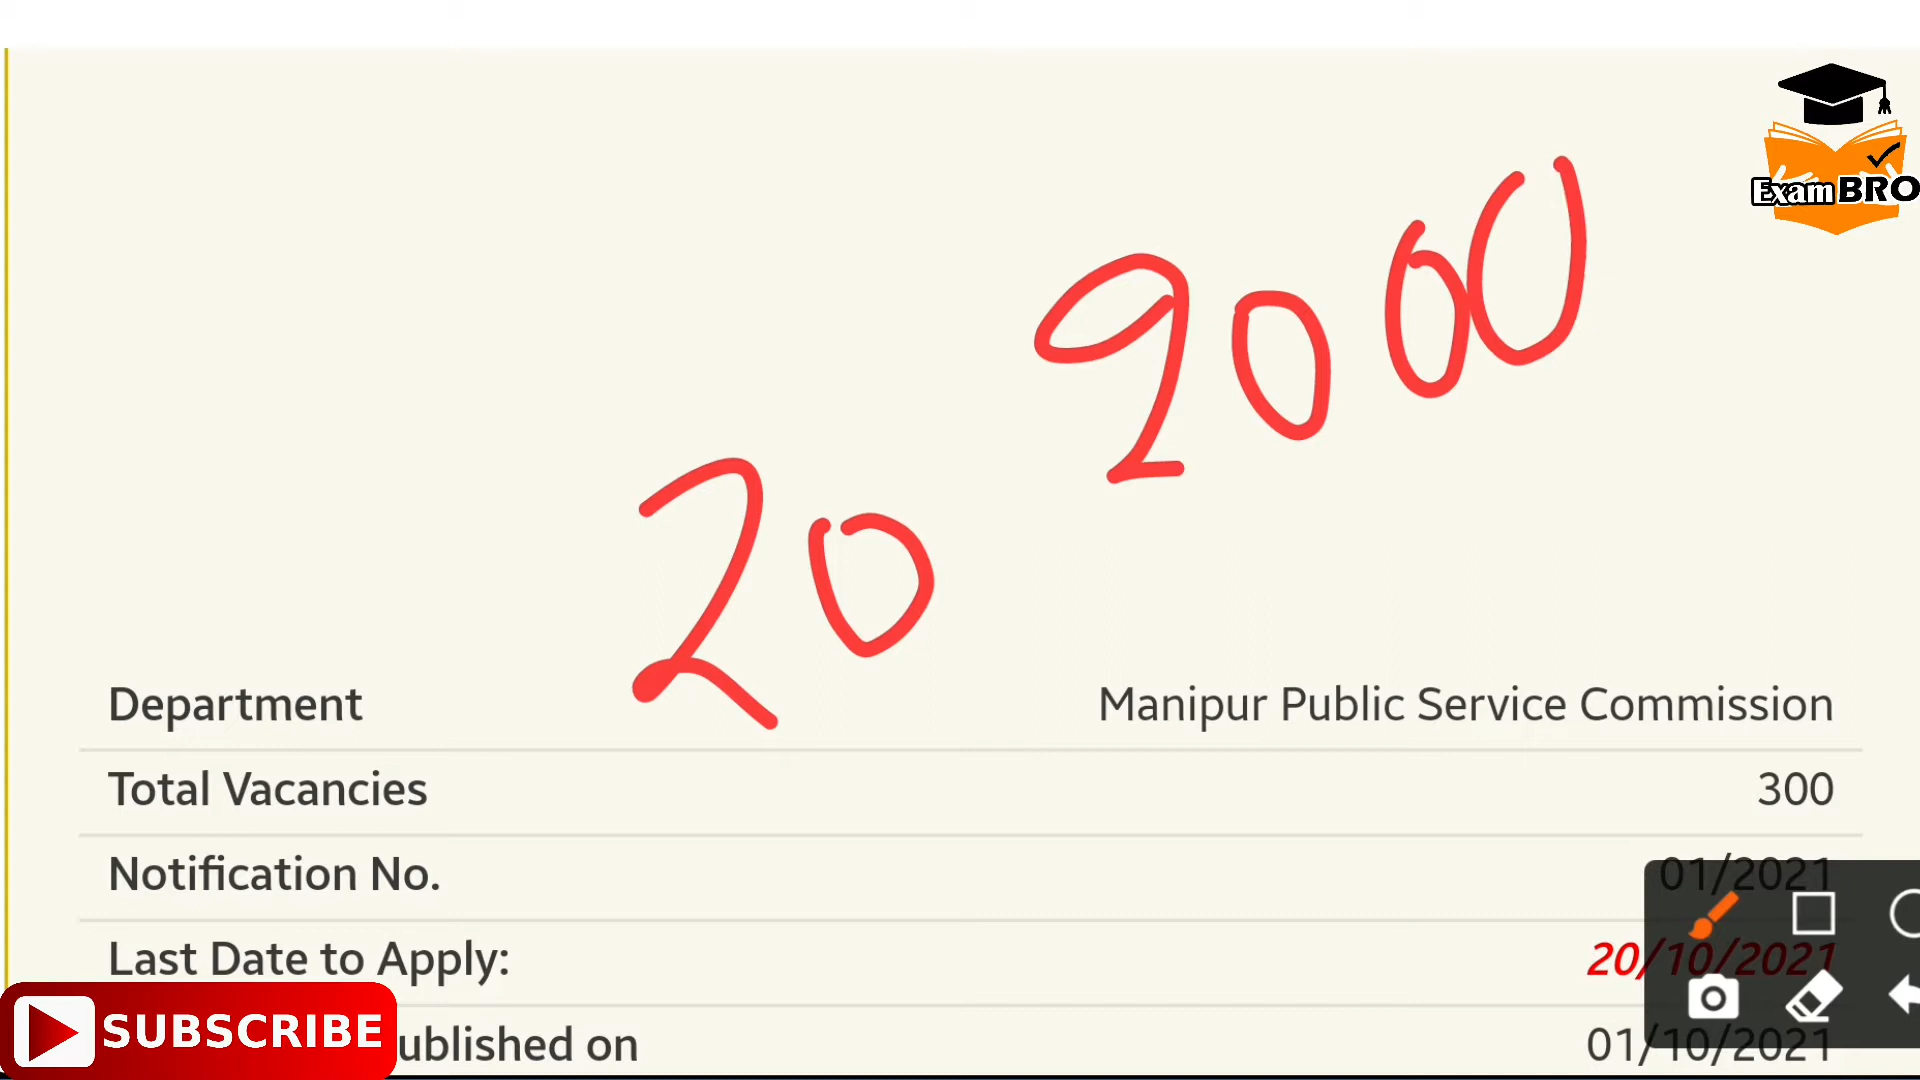 Exam BRO
9000
20
Department Manipur Public Service Commission
Total Vacancies 300
Notification No. 01/2021
Last Date to Apply: 20/10/2021
SUBSCRIBE ublished on 01/10/2021